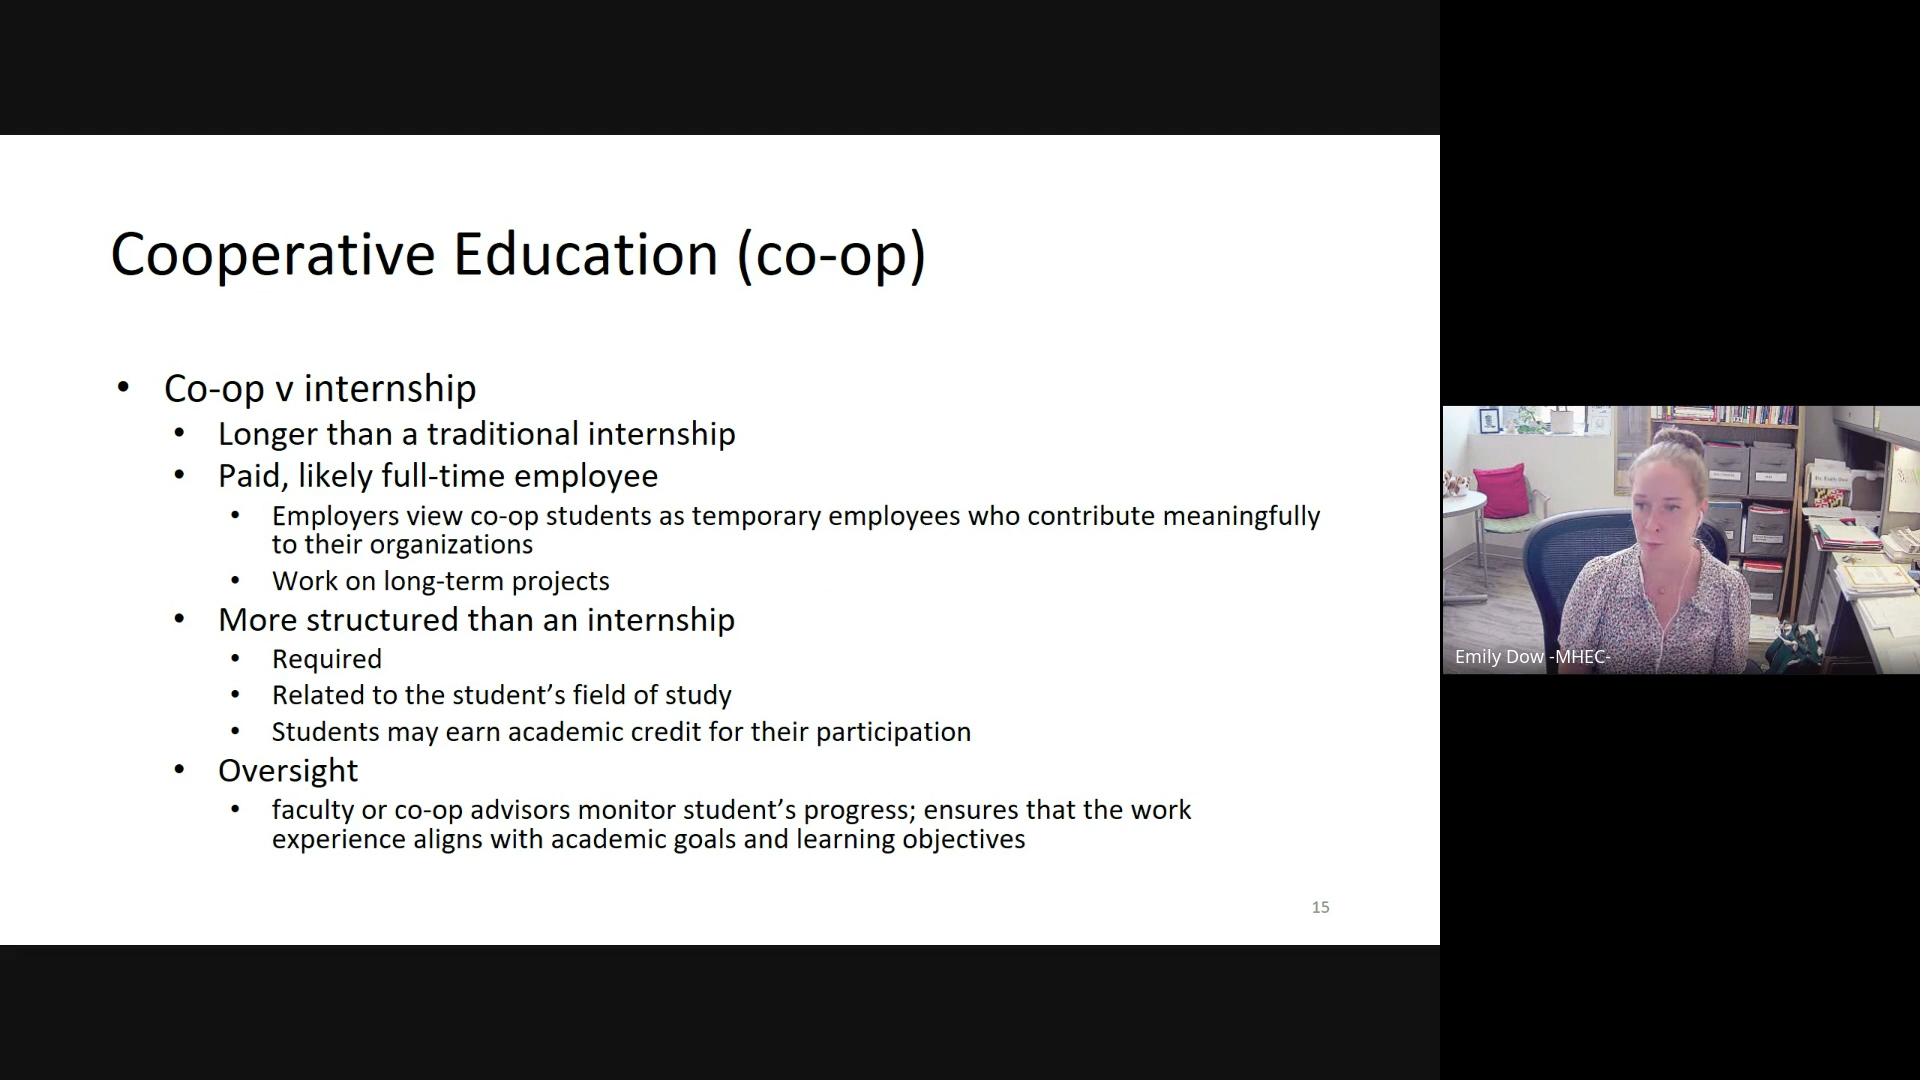 Cooperative Education (co-op)
• Co-op v internship
• Longer than a traditional internship
• Paid, likely full-time employee
• Employers view co-op students as temporary employees who contribute meaningfully
to their organizations
• Work on long-term projects
• More structured than an internship
• Required
• Related to the student’s field of study
• Students may earn academic credit for their participation
• Oversight
• faculty or co-op advisors monitor student’s progress; ensures that the work
experience aligns with academic goals and learning objectives
15
Emily Dow -MHEC-